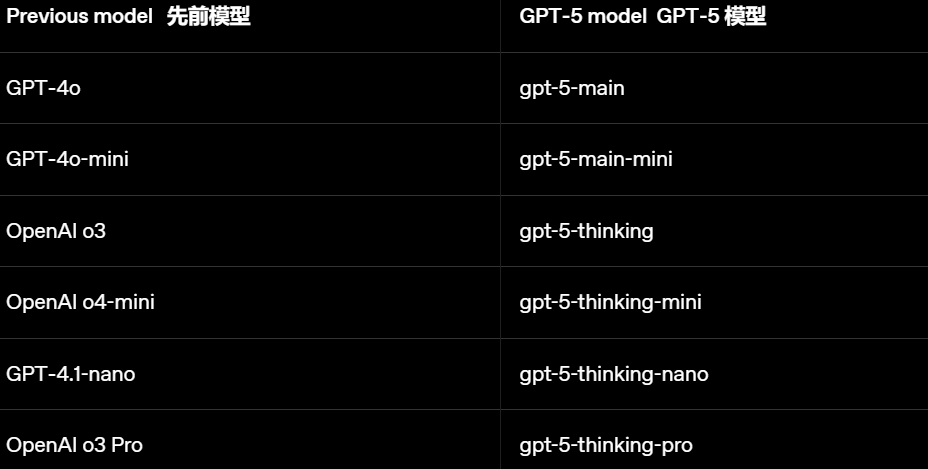 Previous model 先前模型 GPT-5 model GPT-5 模型
GPT-4o gpt-5-main
GPT-4o-mini gpt-5-main-mini
OpenAI o3 gpt-5-thinking
OpenAI o4-mini gpt-5-thinking-mini
GPT-4.1-nano gpt-5-thinking-nano
OpenAI o3 Pro gpt-5-thinking-pro